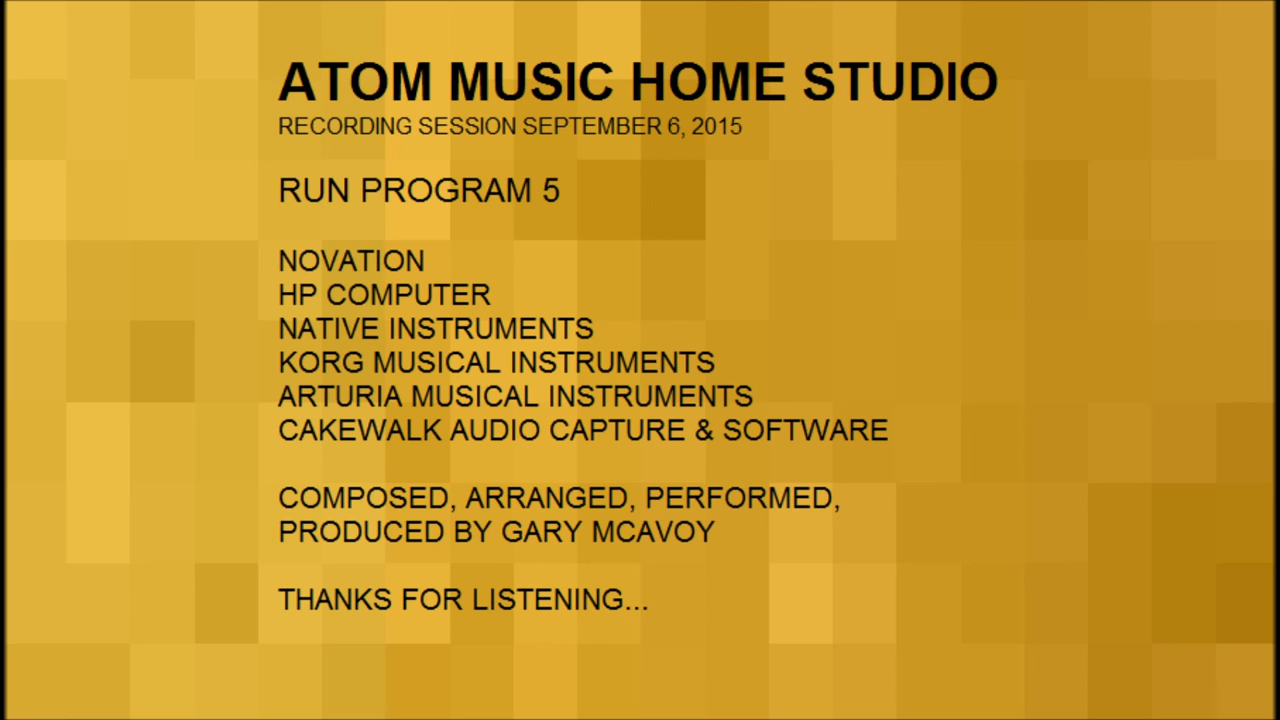 ATOM MUSIC HOME STUDIO
RECORDING SESSION SEPTEMBER 6, 2015
RUN PROGRAM 5
NOVATION
HP COMPUTER
NATIVE INSTRUMENTS
KORG MUSICAL INSTRUMENTS
ARTURIA MUSICAL INSTRUMENTS
CAKEWALK AUDIO CAPTURE & SOFTWARE
COMPOSED, ARRANGED, PERFORMED,
PRODUCED BY GARY MCAVOY
THANKS FOR LISTENING...